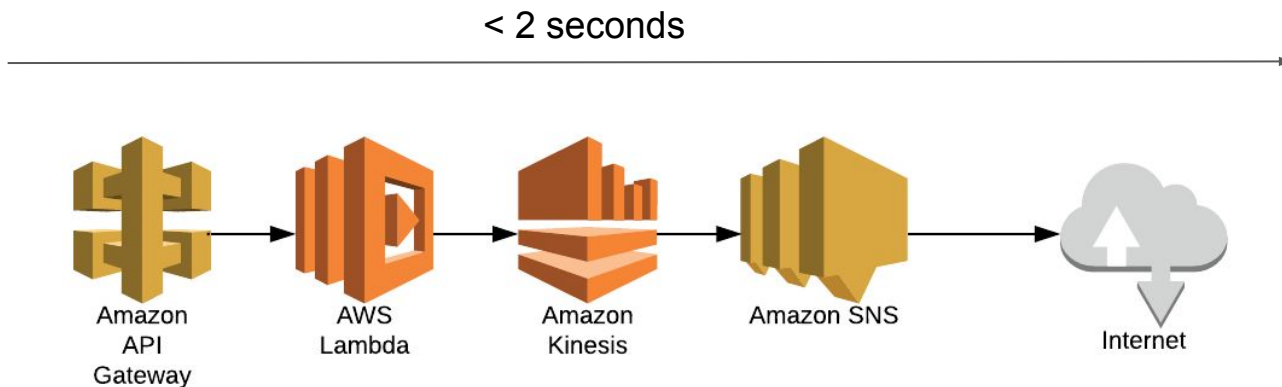 < 2 seconds
Amazon
API
Gateway
AWS
Lambda
Amazon
Kinesis
Amazon SNS
Internet